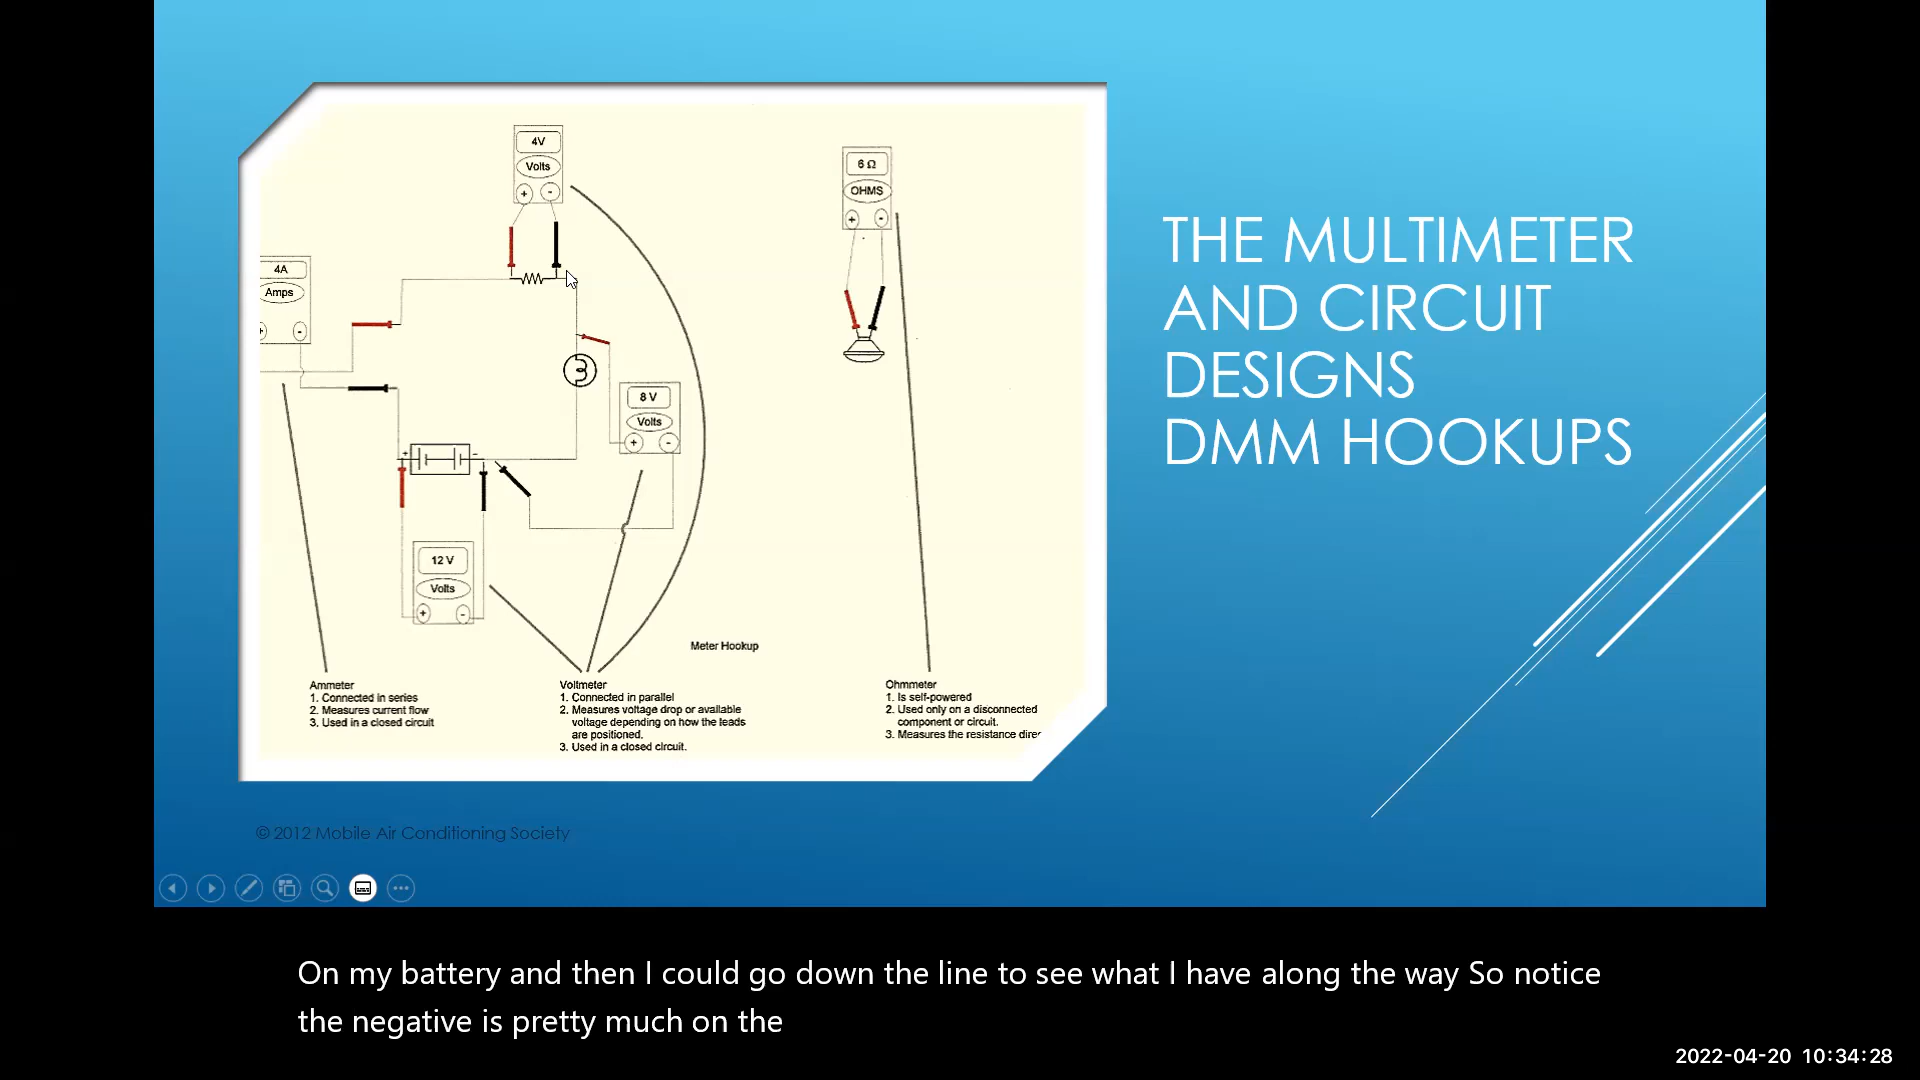 4V
Volts
+ -
6 Ω
OHMS
+ -
4A
Amps
+ -
8 V
Volts
+ -
+ -
12 V
Volts
+ -
Meter Hookup
Ammeter
1. Connected in series
2. Measures current flow
3. Used in a closed circuit
Voltmeter
1. Connected in parallel
2. Measures voltage drop or available
voltage depending on how the leads
are positioned.
3. Used in a closed circuit.
Ohmmeter
1. Is self-powered
2. Used only on a disconnected
component or circuit.
3. Measures the resistance
THE MULTIMETER
AND CIRCUIT
DESIGNS
DMM HOOKUPS
© 2012 Mobile Air Conditioning Society
On my battery and then I could go down the line to see what I have along the way So notice
the negative is pretty much on the
2022-04-20 10:34:28